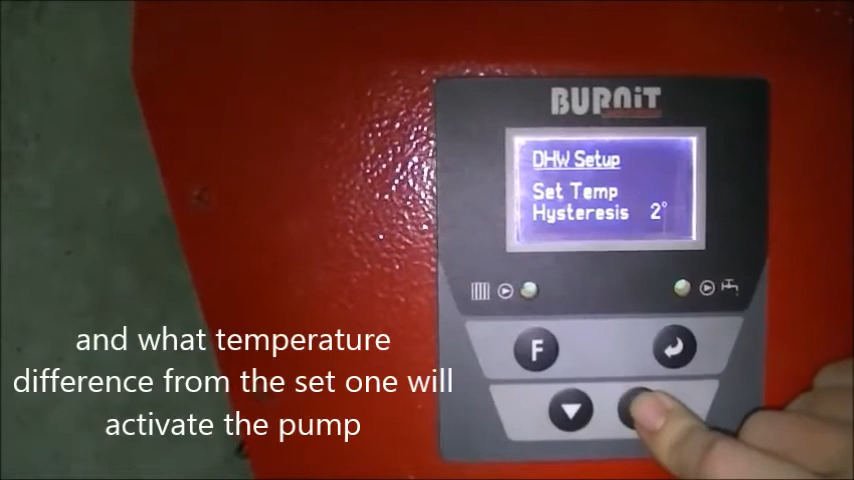 BURNiT
DHW Setup
Set Temp
Hysteresis 2°
F
and what temperature
difference from the set one will
activate the pump